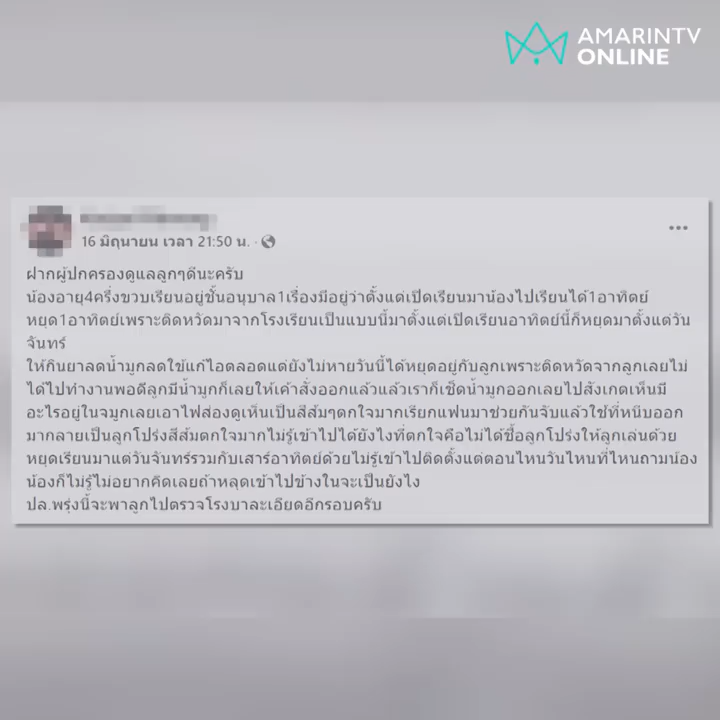 AMARINTV
ONLINE
16 มิถุนายน เวลา 21:50 น. ·
ฝากผู้ปกครองดูแลลูกๆดีนะครับ
น้องอายุ4ครึ่งขวบเรียนอยู่ชั้นอนุบาล1เรื่องมีอยู่ว่าตั้งแต่เปิดเรียนมาน้องไปเรียนได้1อาทิตย์
หยุด1อาทิตย์เพราะติดหวัดมาจากโรงเรียนเป็นแบบนี้มาตั้งแต่เปิดเรียนอาทิตย์นี้ก็หยุดมาตั้งแต่วัน
จันทร์
ให้กินยาลดน้ำมูกลดไข้แก้ไอตลอดแต่ยังไม่หายวันนี้ได้หยุดอยู่กับลูกเพราะติดหวัดจากลูกเลยไม่
ได้ไปทำงานพอดีลูกมีน้ำมูกก็เลยให้เค้าสั่งออกแล้วแล้วเราก็เช็ดน้ำมูกออกเลยไปสังเกตเห็นมี
อะไรอยู่ในจมูกเลยเอาไฟส่องดูเห็นเป็นสีส้มๆตกใจมากเรียกแฟนมาช่วยกันจับแล้วใช้ที่หนีบออก
มากลายเป็นลูกโปร่งสีส้มตกใจมากไม่รู้เข้าไปได้ยังไงที่ตกใจคือไม่ได้ซื้อลูกโปร่งให้ลูกเล่นด้วย
หยุดเรียนมาแต่วันจันทร์รวมกับเสาร์อาทิตย์ด้วยไม่รู้เข้าไปติดตั้งแต่ตอนไหนวันไหนที่ไหนถามน้อง
น้องก็ไม่รู้ไม่อยากคิดเลยถ้าหลุดเข้าไปข้างในจะเป็นยังไง
ปล.พรุ่งนี้จะพาลูกไปตรวจโรงบาละเอียดอีกรอบครับ